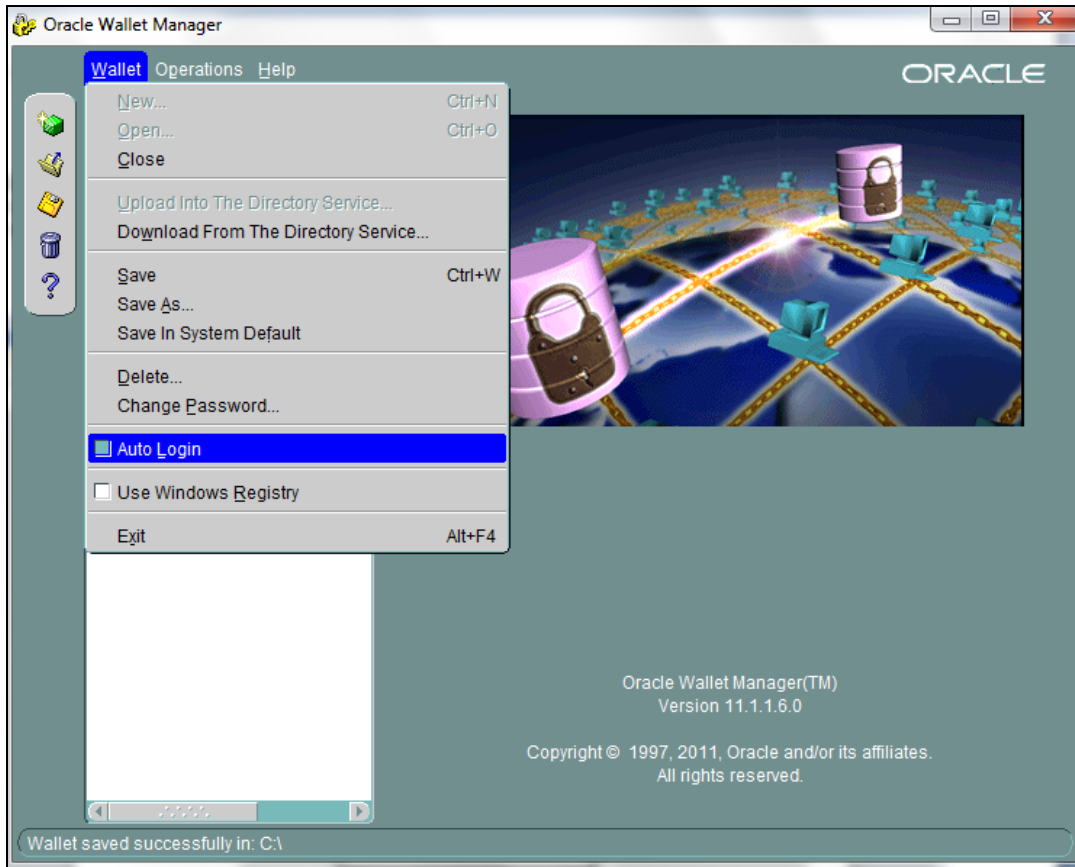 Oracle Wallet Manager
Wallet Operations Help
ORACLE
New... Ctrl+N
Open... Ctrl+O
Close
Upload Into The Directory Service...
Download From The Directory Service...
Save Ctrl+W
Save As...
Save In System Default
Delete...
Change Password...
Auto Login
Use Windows Registry
Exit Alt+F4
Oracle Wallet Manager(TM)
Version 11.1.1.6.0
Copyright © 1997, 2011, Oracle and/or its affiliates.
All rights reserved.
Wallet saved successfully in: C:\